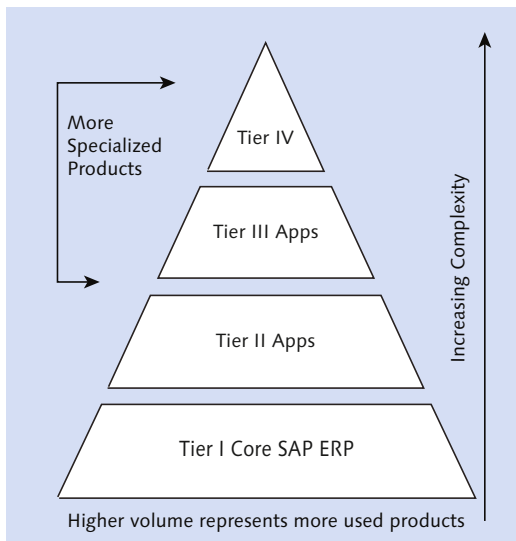 Tier IV
More
Specialized
Products
Tier III Apps
Increasing Complexity
Tier II Apps
Tier I Core SAP ERP
Higher volume represents more used products